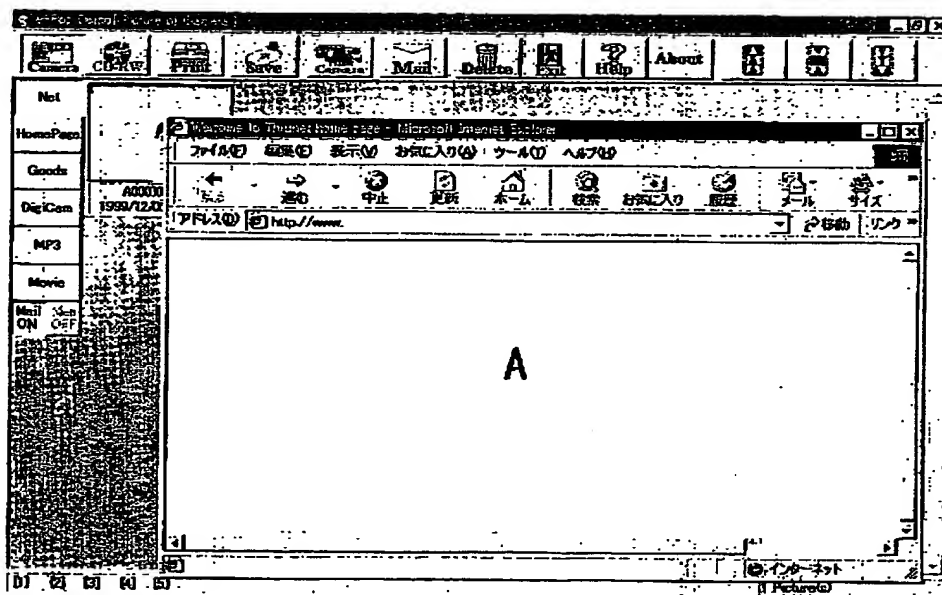 Camera CD-RW Print Save Camera Mail Delete Exit Help About
Net
HomePage
Goods
DigiCam
MP3
Movie
Mail ON OFF
1999/12/
Welcome to Thrunet home page - Microsoft Internet Explorer
ファイル(F) 編集(E) 表示(V) お気に入り(A) ツール(T) ヘルプ(H)
進む 中止 更新 ホーム 検索 お気に入り 履歴 メール サイズ
アドレス(D) http://www. 移動 リンク
A
インターネット
[1] [2] [3] [4] [5]
Picture(s)